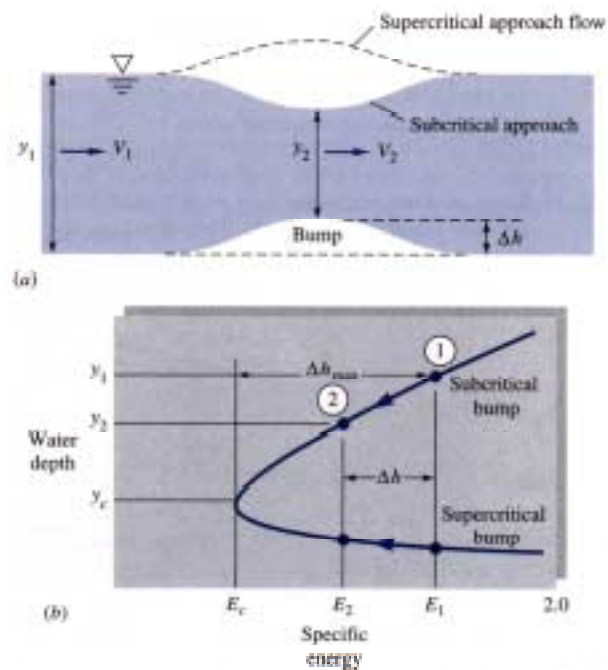 Supercritical approach flow
Subcritical approach
y1
V1
y2
V2
Bump
Δh
(a)
1
y1
Δhmax
Subcritical
bump
2
y2
Water
depth
Δh
yc
Supercritical
bump
(b)
Ec
E2
E1
2.0
Specific
energy